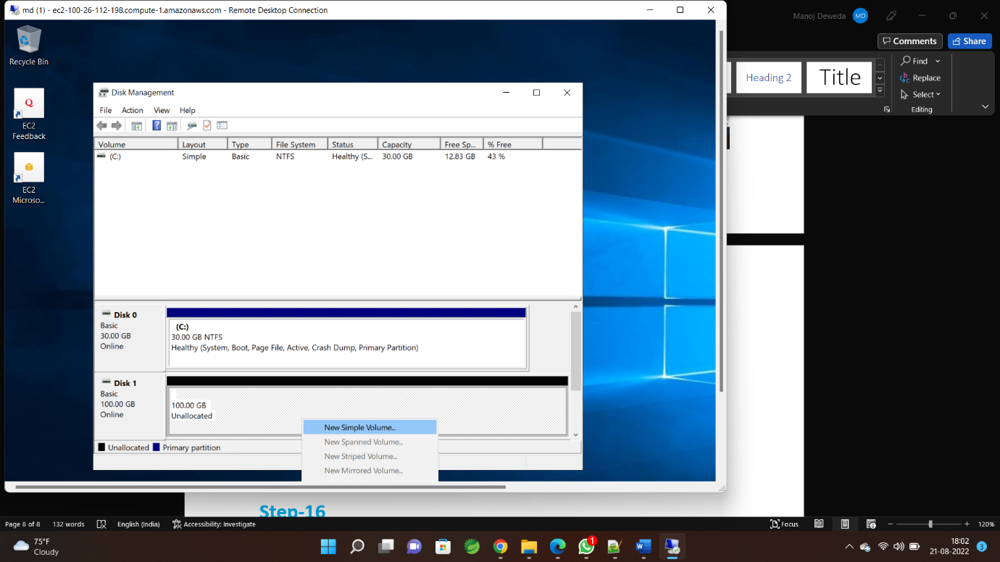 md (1) - ec2-100-26-112-198.compute-1.amazonaws.com - Remote Desktop Connection
Manoj Deweda MD
Comments Share
Recycle Bin
EC2
Feedback
EC2
Microso...
Heading 2
Title
Find
Replace
Select
Editing
Disk Management
File Action View Help
Volume Layout Type File System Status Capacity Free Sp... % Free
(C:) Simple Basic NTFS Healthy (S... 30.00 GB 12.83 GB 43 %
Disk 0
Basic
30.00 GB
Online
(C:)
30.00 GB NTFS
Healthy (System, Boot, Page File, Active, Crash Dump, Primary Partition)
Disk 1
Basic
100.00 GB
Online
100.00 GB
Unallocated
New Simple Volume...
New Spanned Volume...
New Striped Volume...
New Mirrored Volume...
Unallocated Primary partition
Step-16
Page 8 of 8 132 words English (India) Accessibility: Investigate Focus 120%
75°F
Cloudy
1
18:02
21-08-2022
3